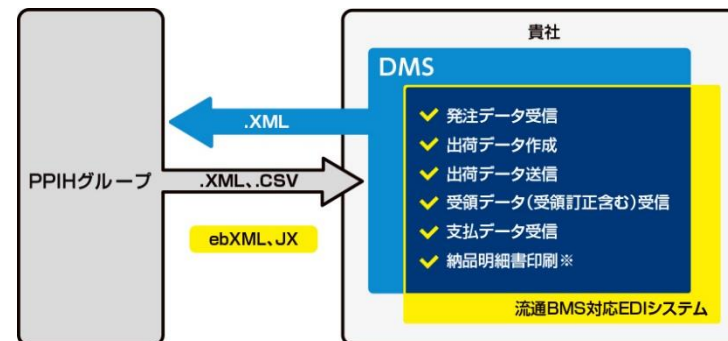 貴社
DMS
.XML
PPIHグループ
.XML、.CSV
ebXML、JX
発注データ受信
出荷データ作成
出荷データ送信
受領データ(受領訂正含む)受信
支払データ受信
納品明細書印刷※
流通BMS対応EDIシステム